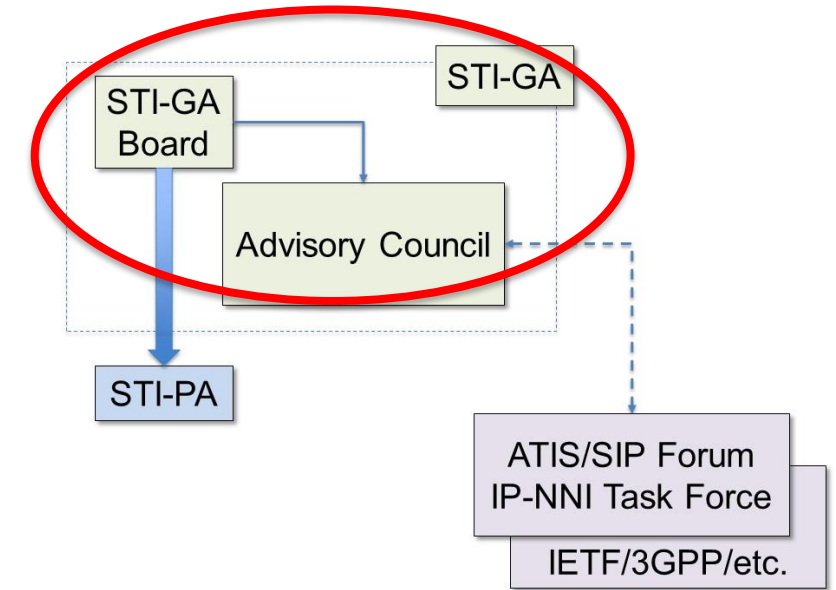 STI-GA
STI-GA
Board
Advisory Council
STI-PA
ATIS/SIP Forum
IP-NNI Task Force
IETF/3GPP/etc.